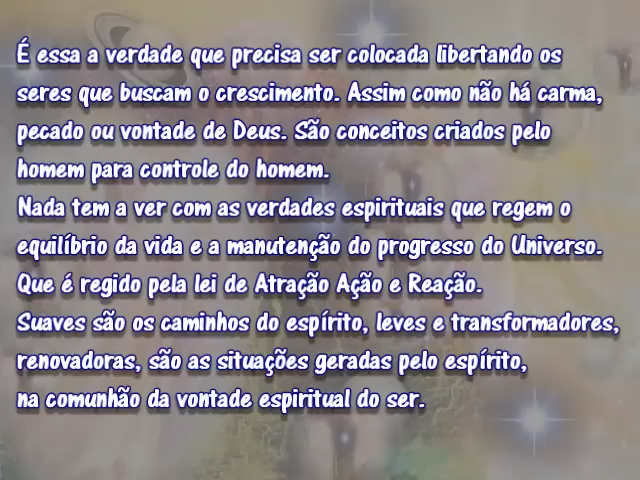 É essa a verdade que precisa ser colocada libertando os
seres que buscam o crescimento. Assim como não há carma,
pecado ou vontade de Deus. São conceitos criados pelo
homem para controle do homem.
Nada tem a ver com as verdades espirituais que regem o
equilíbrio da vida e a manutenção do progresso do Universo.
Que é regido pela lei de Atração Ação e Reação.
Suaves são os caminhos do espírito, leves e transformadores,
renovadoras, são as situações geradas pelo espírito,
na comunhão da vontade espiritual do ser.